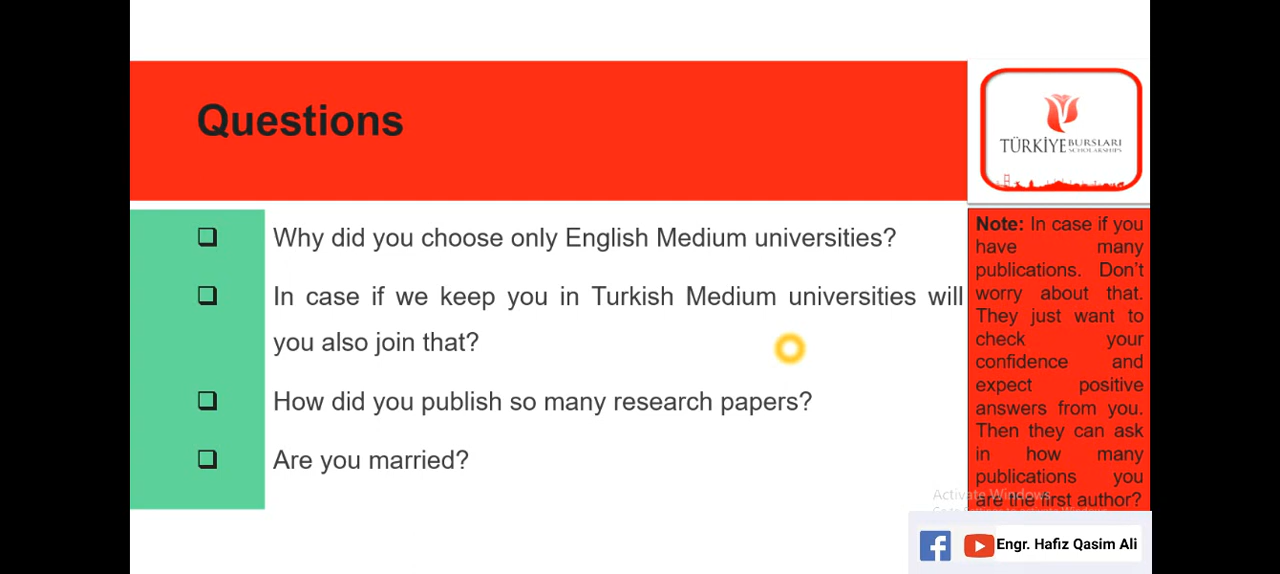 Questions
TÜRKİYE BURSLARI
SCHOLARSHIPS
❑ Why did you choose only English Medium universities?
❑ In case if we keep you in Turkish Medium universities will
you also join that?
❑ How did you publish so many research papers?
❑ Are you married?
Note: In case if you
have many
publications. Don't
worry about that.
They just want to
check your
confidence and
expect positive
answers from you.
Then they can ask
in how many
publications you
are the first author?
Activate Windows
Engr. Hafiz Qasim Ali